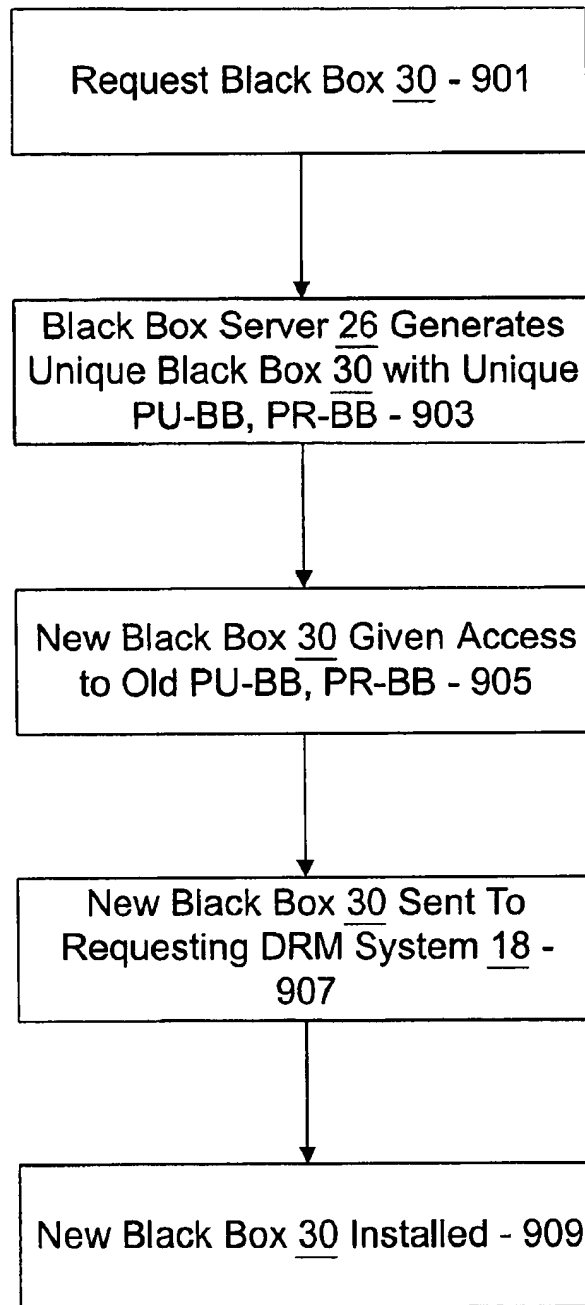 Request Black Box 30 - 901
Black Box Server 26 Generates
Unique Black Box 30 with Unique
PU-BB, PR-BB - 903
New Black Box 30 Given Access
to Old PU-BB, PR-BB - 905
New Black Box 30 Sent To
Requesting DRM System 18 -
907
New Black Box 30 Installed - 909